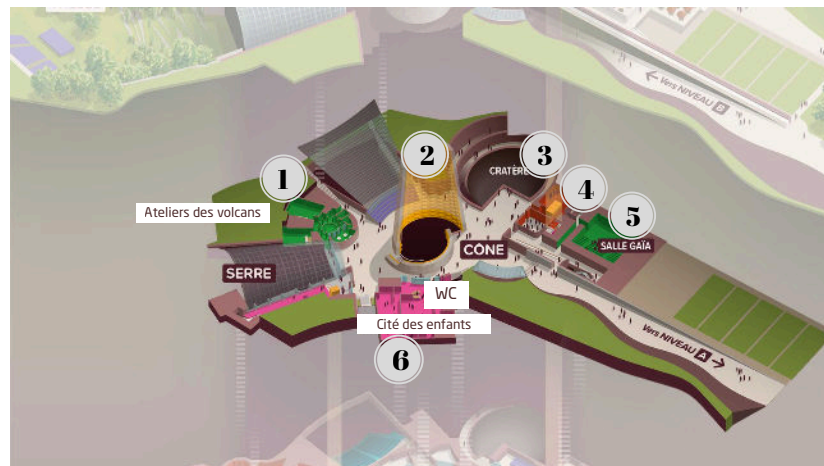 ← Vers NIVEAU B
2
3
CRATÈRE
1
4
Ateliers des volcans
5
SALLE GAÏA
CÔNE
SERRE
WC
Cité des enfants
Vers NIVEAU A →
6